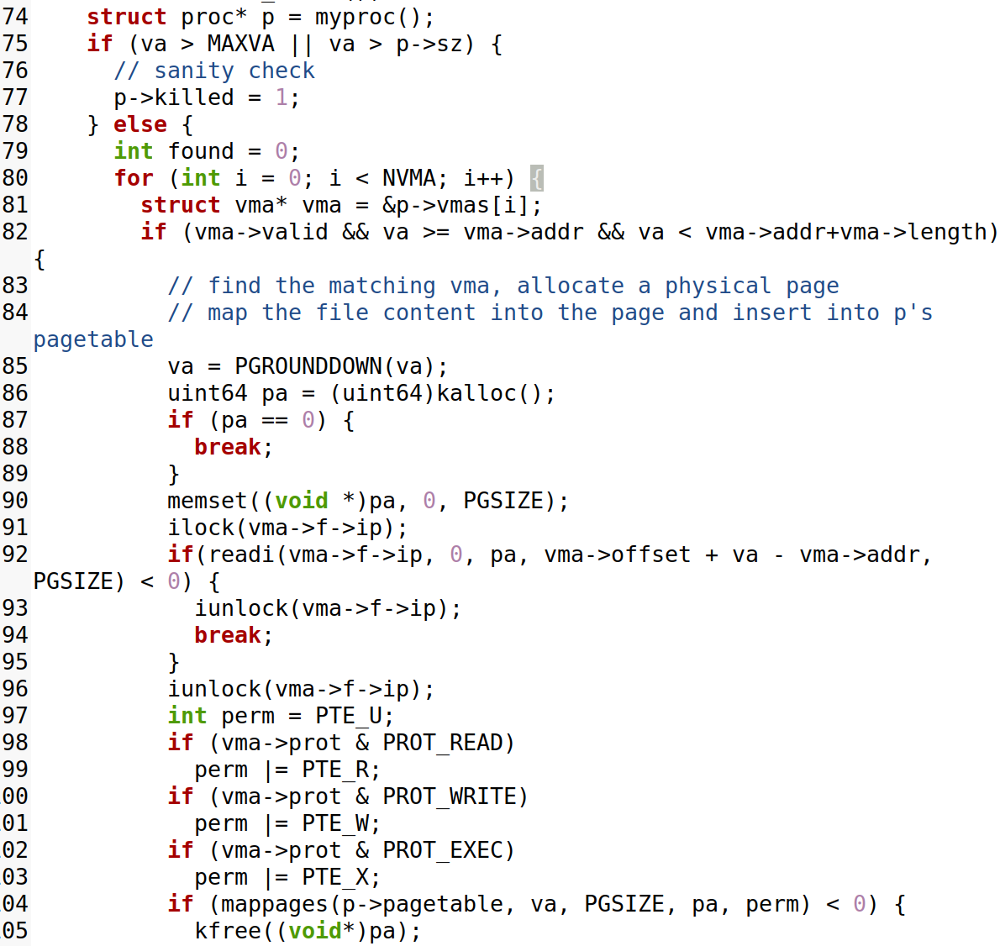 74 struct proc* p = myproc();
75 if (va > MAXVA || va > p->sz) {
76 // sanity check
77 p->killed = 1;
78 } else {
79 int found = 0;
80 for (int i = 0; i < NVMA; i++) {
81 struct vma* vma = &p->vmas[i];
82 if (vma->valid && va >= vma->addr && va < vma->addr+vma->length)
{
83 // find the matching vma, allocate a physical page
84 // map the file content into the page and insert into p's
pagetable
85 va = PGROUNDDOWN(va);
86 uint64 pa = (uint64)kalloc();
87 if (pa == 0) {
88 break;
89 }
90 memset((void *)pa, 0, PGSIZE);
91 ilock(vma->f->ip);
92 if(readi(vma->f->ip, 0, pa, vma->offset + va - vma->addr,
PGSIZE) < 0) {
93 iunlock(vma->f->ip);
94 break;
95 }
96 iunlock(vma->f->ip);
97 int perm = PTE_U;
98 if (vma->prot & PROT_READ)
99 perm |= PTE_R;
00 if (vma->prot & PROT_WRITE)
01 perm |= PTE_W;
02 if (vma->prot & PROT_EXEC)
03 perm |= PTE_X;
04 if (mappages(p->pagetable, va, PGSIZE, pa, perm) < 0) {
05 kfree((void*)pa);